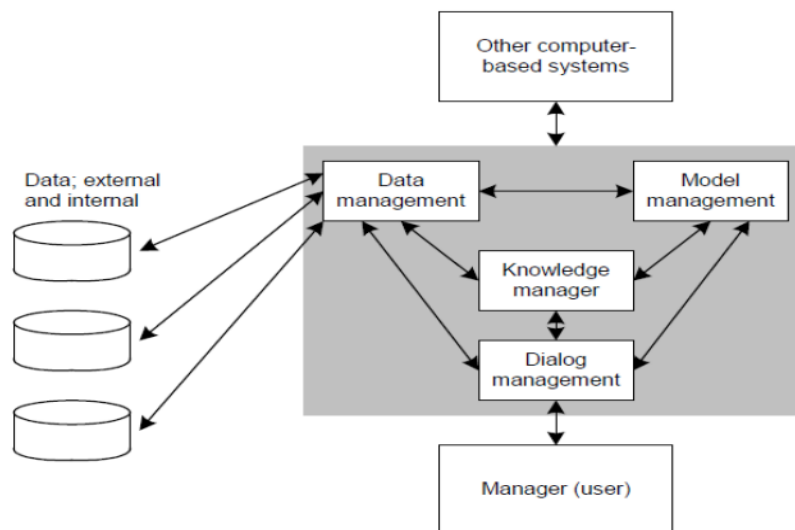 Other computer-
based systems
Data; external
and internal
Data
management
Model
management
Knowledge
manager
Dialog
management
Manager (user)